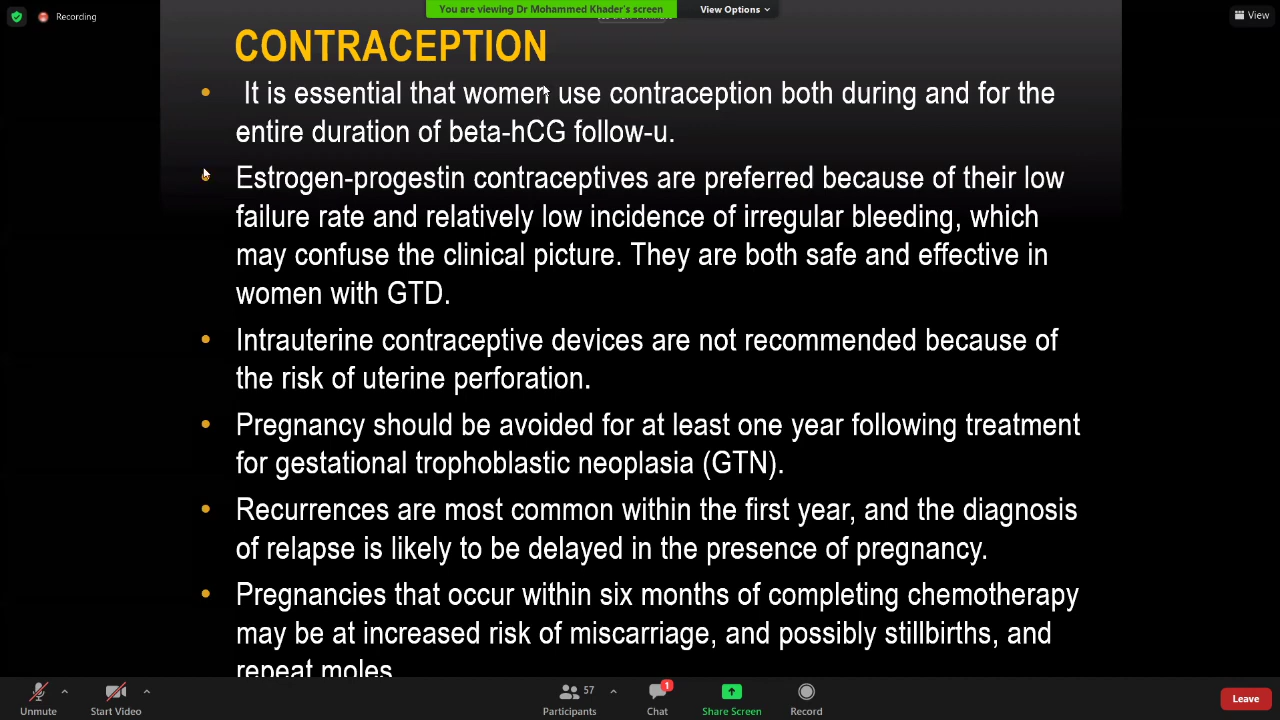 Recording
You are viewing Dr Mohammed Khader's screen
View Options
View
CONTRACEPTION
It is essential that women use contraception both during and for the
entire duration of beta-hCG follow-u.
Estrogen-progestin contraceptives are preferred because of their low
failure rate and relatively low incidence of irregular bleeding, which
may confuse the clinical picture. They are both safe and effective in
women with GTD.
Intrauterine contraceptive devices are not recommended because of
the risk of uterine perforation.
Pregnancy should be avoided for at least one year following treatment
for gestational trophoblastic neoplasia (GTN).
Recurrences are most common within the first year, and the diagnosis
of relapse is likely to be delayed in the presence of pregnancy.
Pregnancies that occur within six months of completing chemotherapy
may be at increased risk of miscarriage, and possibly stillbirths, and
repeat moles
Unmute
Start Video
57
Participants
1
Chat
Share Screen
Record
Leave